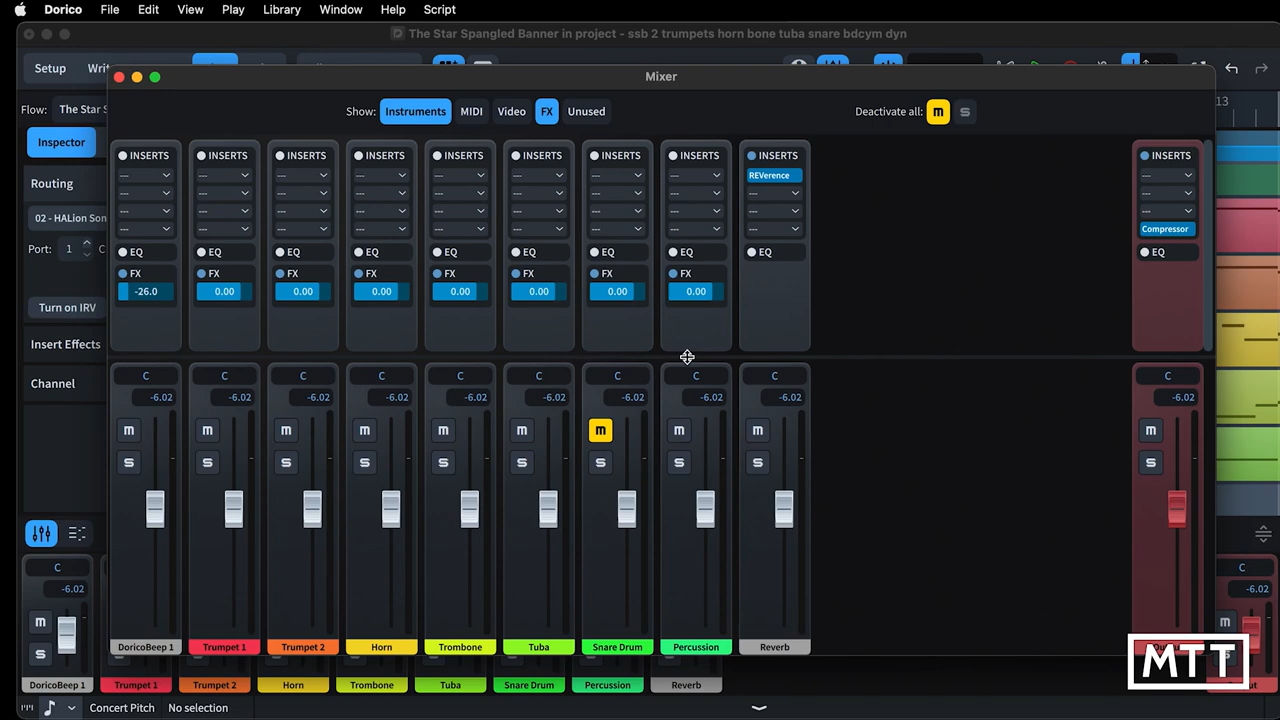 Dorico File Edit View Play Library Window Help Script
The Star Spangled Banner in project - ssb 2 trumpets horn bone tuba snare bdcym dyn
Setup Wri
Mixer
Flow: The Star S
Show: Instruments MIDI Video FX Unused Deactivate all: m S
13
Inspector
INSERTS INSERTS INSERTS INSERTS INSERTS INSERTS INSERTS INSERTS INSERTS INSERTS
--- --- --- --- --- --- --- --- REVerence ---
Routing
--- --- --- --- --- --- --- --- --- ---
02 - HALion Son
--- --- --- --- --- --- --- --- --- ---
--- --- --- --- --- --- --- --- --- Compressor
Port: 1 C
EQ EQ EQ EQ EQ EQ EQ EQ EQ EQ
FX FX FX FX FX FX FX FX
-26.0 0.00 0.00 0.00 0.00 0.00 0.00 0.00
Turn on IRV
Insert Effects
Channel
C C C C C C C C C C
-6.02 -6.02 -6.02 -6.02 -6.02 -6.02 -6.02 -6.02 -6.02 -6.02
m m m m m m m m m m
S S S S S S S S S S
C C
-6.02 -6.02
m m
S
DoricoBeep 1 Trumpet 1 Trumpet 2 Horn Trombone Tuba Snare Drum Percussion Reverb
MTT
DoricoBeep 1 Trumpet 1 Trumpet 2 Horn Trombone Tuba Snare Drum Percussion Reverb
Concert Pitch No selection